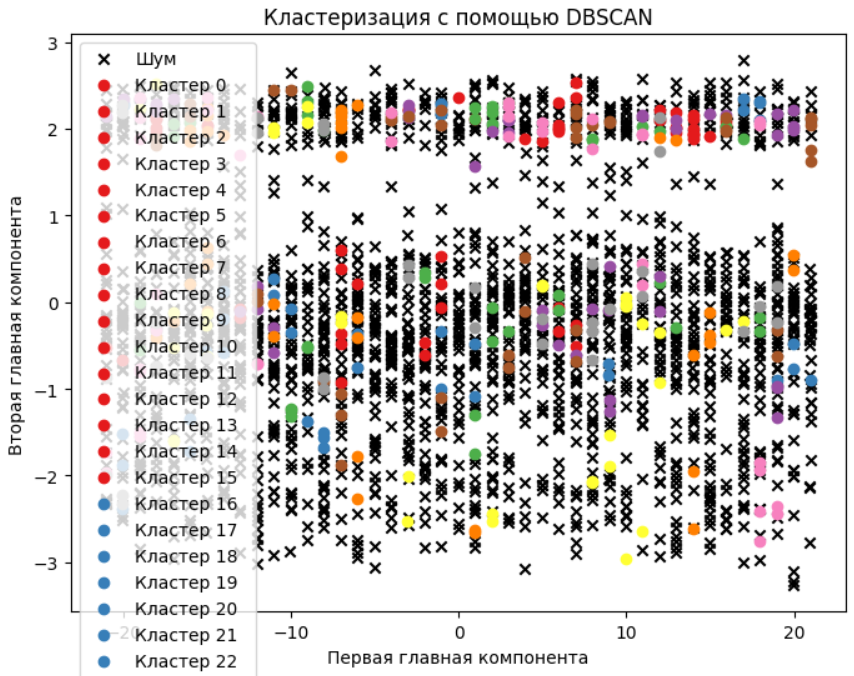 Кластеризация с помощью DBSCAN
Вторая главная компонента
3
2
1
0
−1
−2
−3
Шум
Кластер 0
Кластер 1
Кластер 2
Кластер 3
Кластер 4
Кластер 5
Кластер 6
Кластер 7
Кластер 8
Кластер 9
Кластер 10
Кластер 11
Кластер 12
Кластер 13
Кластер 14
Кластер 15
Кластер 16
Кластер 17
Кластер 18
Кластер 19
Кластер 20
Кластер 21
Кластер 22
−20
−10
0
10
20
Первая главная компонента